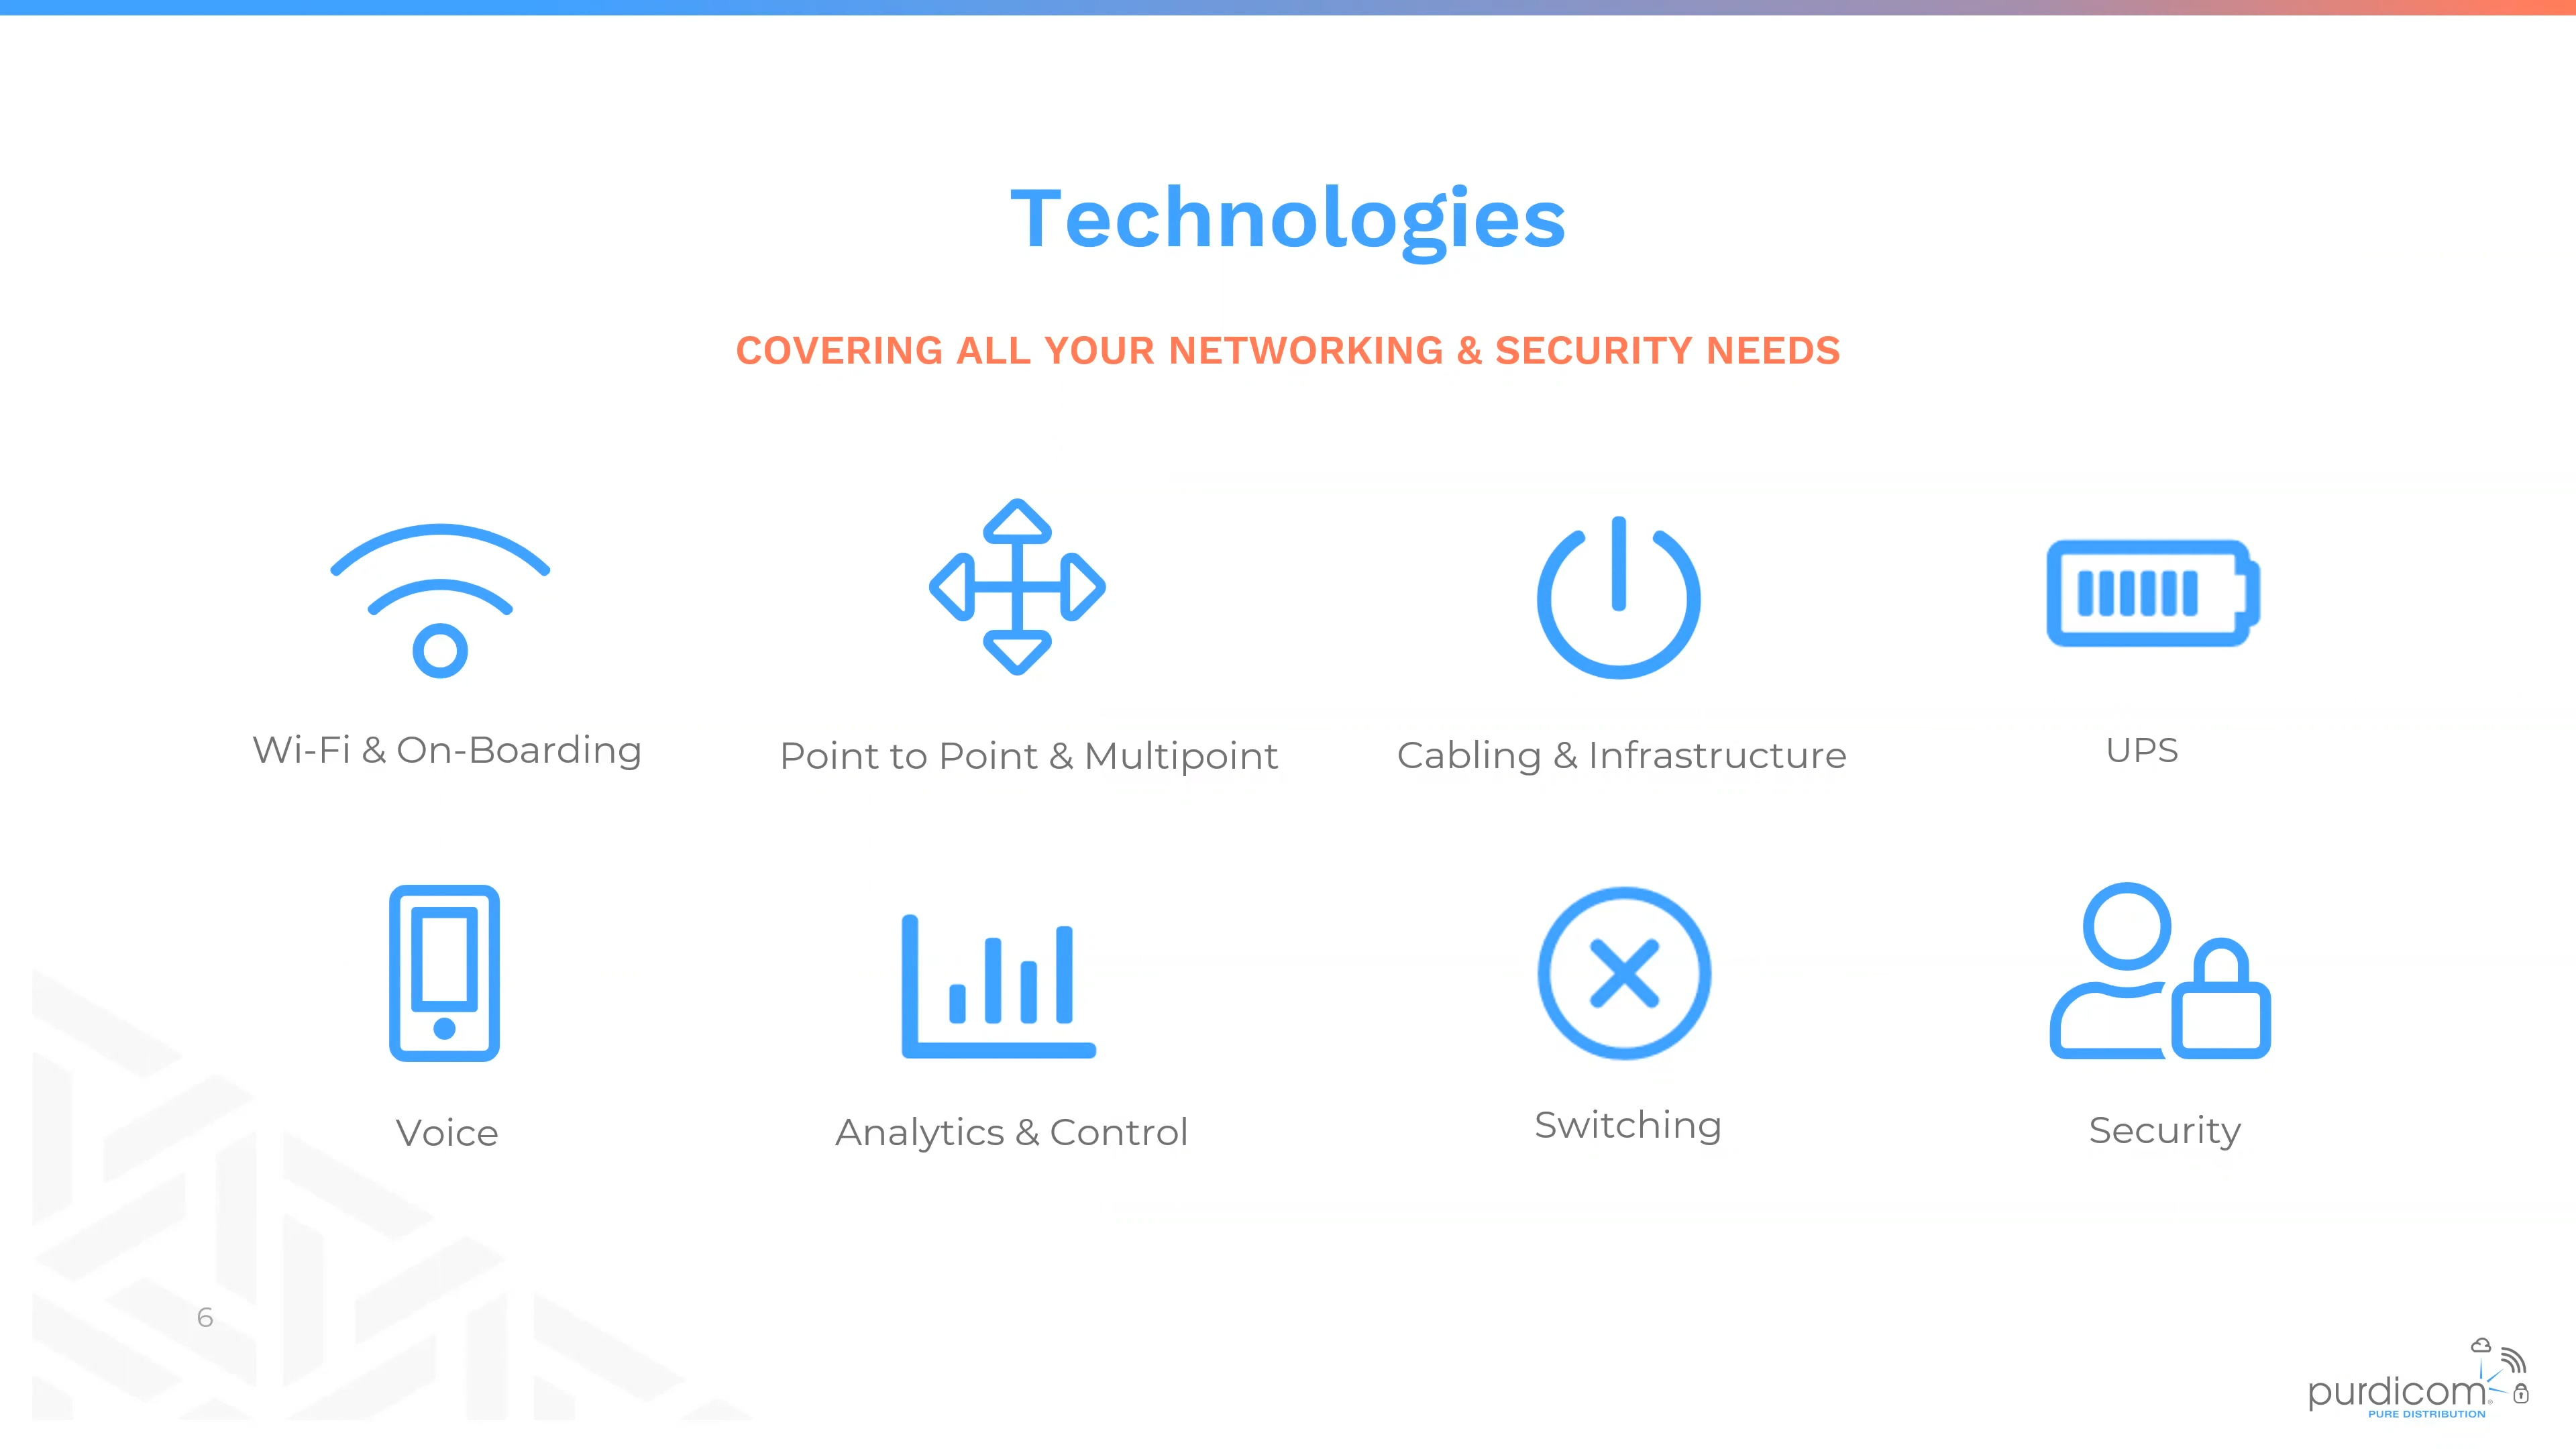 Technologies
COVERING ALL YOUR NETWORKING & SECURITY NEEDS
Wi-Fi & On-Boarding
Point to Point & Multipoint
Cabling & Infrastructure
UPS
Voice
Analytics & Control
Switching
Security
6
purdicom®
PURE DISTRIBUTION